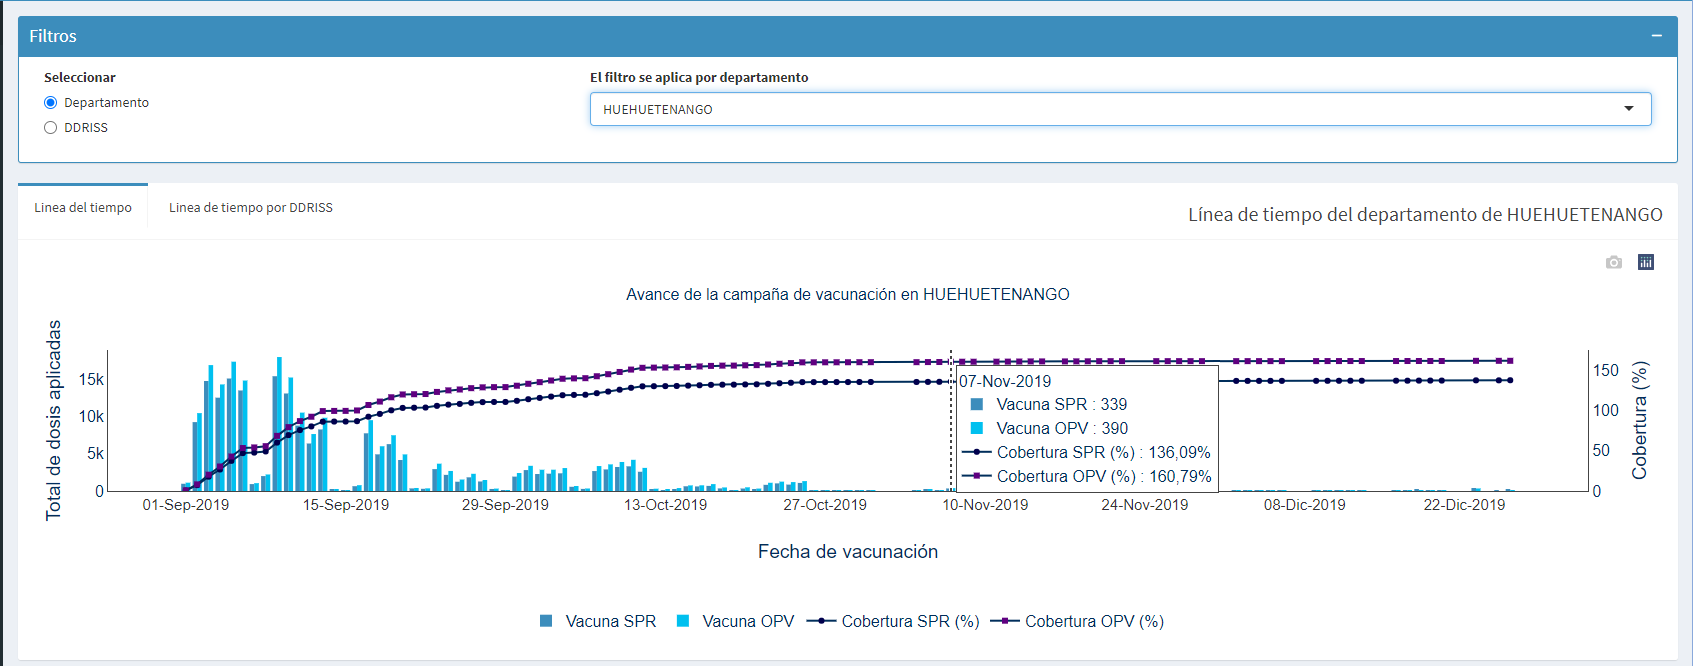 Filtros
Seleccionar
Departamento
DDRISS
El filtro se aplica por departamento
HUEHUETENANGO
Linea del tiempo
Linea de tiempo por DDRISS
Línea de tiempo del departamento de HUEHUETENANGO
Avance de la campaña de vacunación en HUEHUETENANGO
Total de dosis aplicadas
15k
10k
5k
0
150
100
50
0
Cobertura (%)
07-Nov-2019
Vacuna SPR : 339
Vacuna OPV : 390
Cobertura SPR (%) : 136,09%
Cobertura OPV (%) : 160,79%
01-Sep-2019 15-Sep-2019 29-Sep-2019 13-Oct-2019 27-Oct-2019 10-Nov-2019 24-Nov-2019 08-Dic-2019 22-Dic-2019
Fecha de vacunación
Vacuna SPR Vacuna OPV Cobertura SPR (%) Cobertura OPV (%)